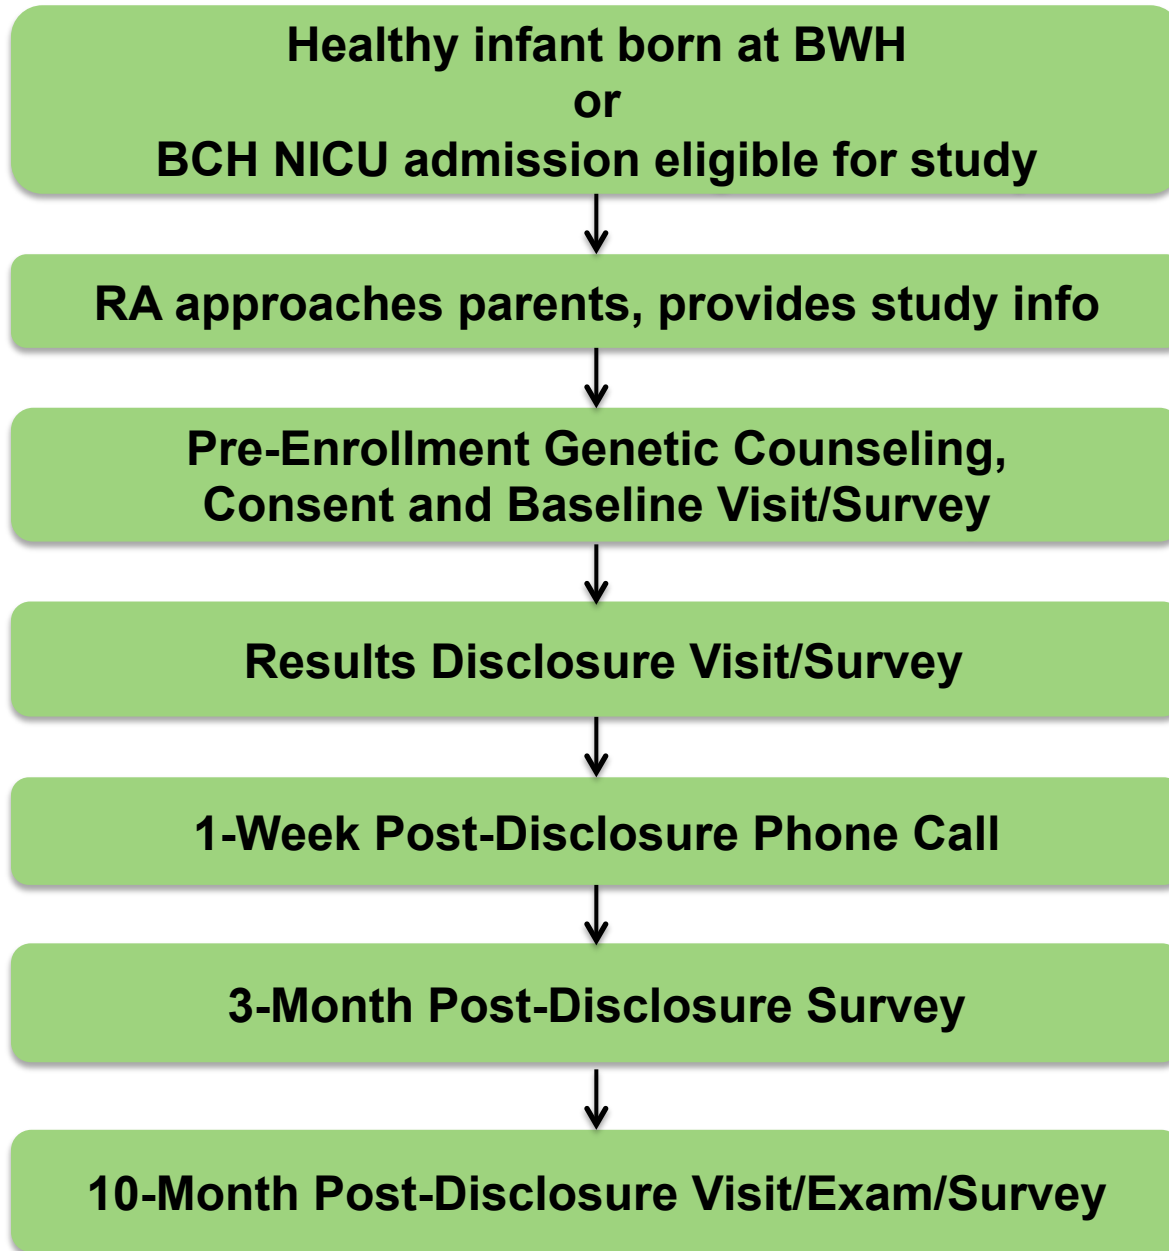 Healthy infant born at BWH
or
BCH NICU admission eligible for study
RA approaches parents, provides study info
Pre-Enrollment Genetic Counseling,
Consent and Baseline Visit/Survey
Results Disclosure Visit/Survey
1-Week Post-Disclosure Phone Call
3-Month Post-Disclosure Survey
10-Month Post-Disclosure Visit/Exam/Survey